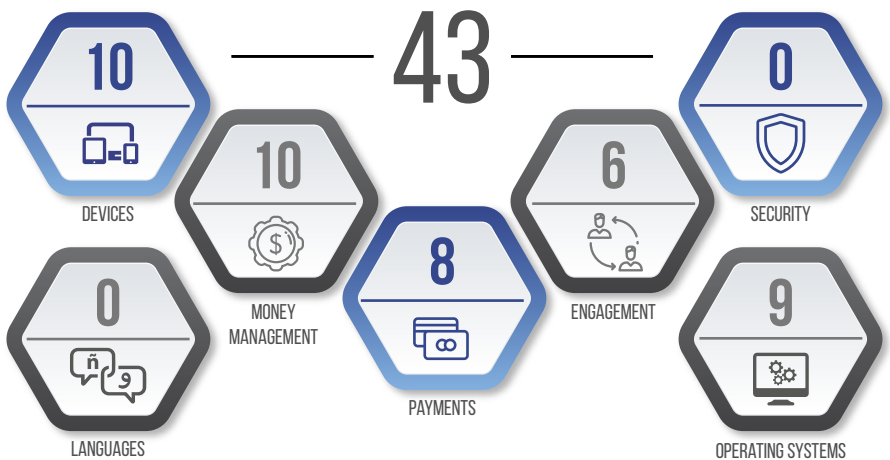 43
10
DEVICES
10
$
MONEY
MANAGEMENT
8
PAYMENTS
6
ENGAGEMENT
0
SECURITY
0
ñ
و
LANGUAGES
9
OPERATING SYSTEMS